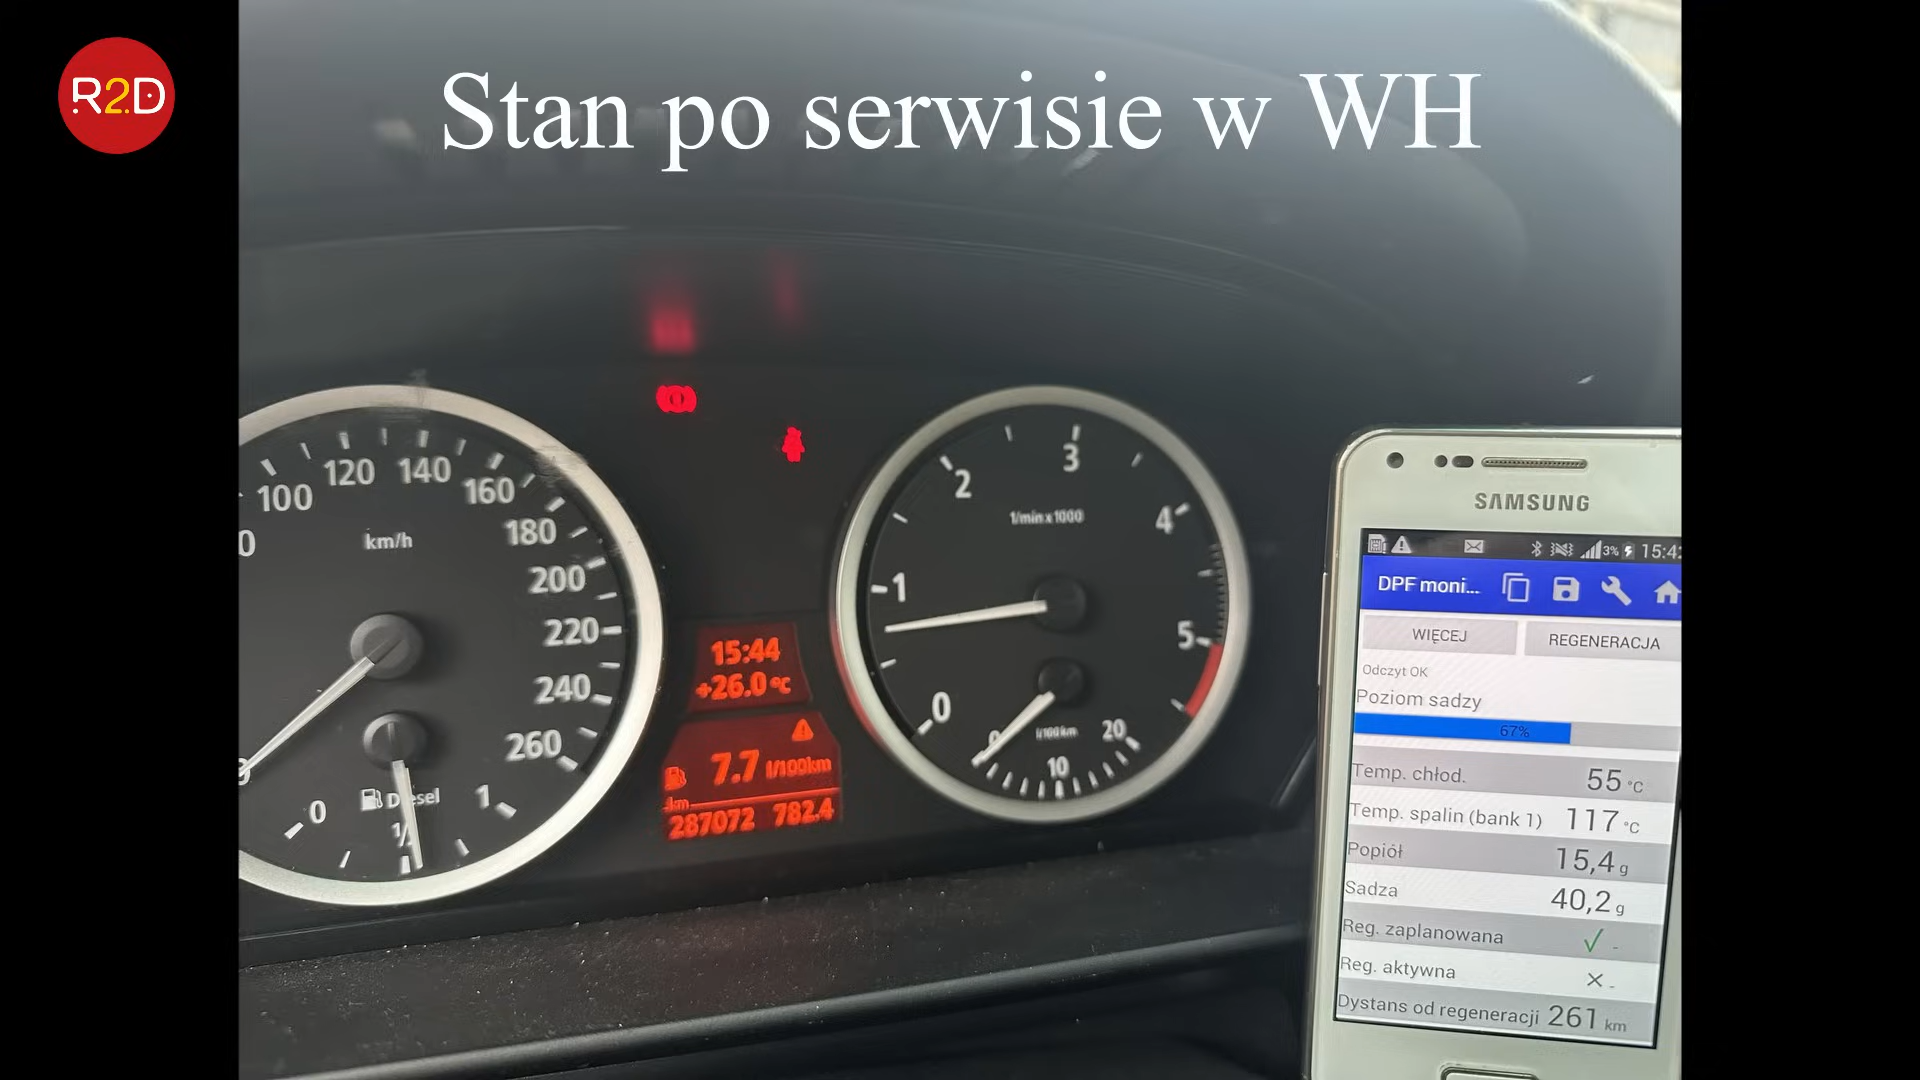 R2D
Stan po serwisie w WH
100
120
140
160
180
200
220
240
260
km/h
0
Diesel
1
15:44
+26.0 °C
7.7 l/100km
km
287072 782.4
0
1
2
3
4
5
1/min x 1000
0
10
20
l/100km
SAMSUNG
3%
DPF moni...
WIĘCEJ
REGENERACJA
Odczyt OK
Poziom sadzy
67%
Temp. chłod. 55 °C
Temp. spalin (bank 1) 117 °C
Popiół 15,4 g
Sadza 40,2 g
Reg. zaplanowana ✓ -
Reg. aktywna × -
Dystans od regeneracji 261 km